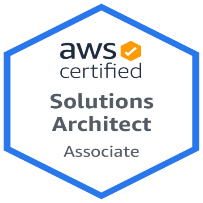 aws
certified
Solutions
Architect
Associate